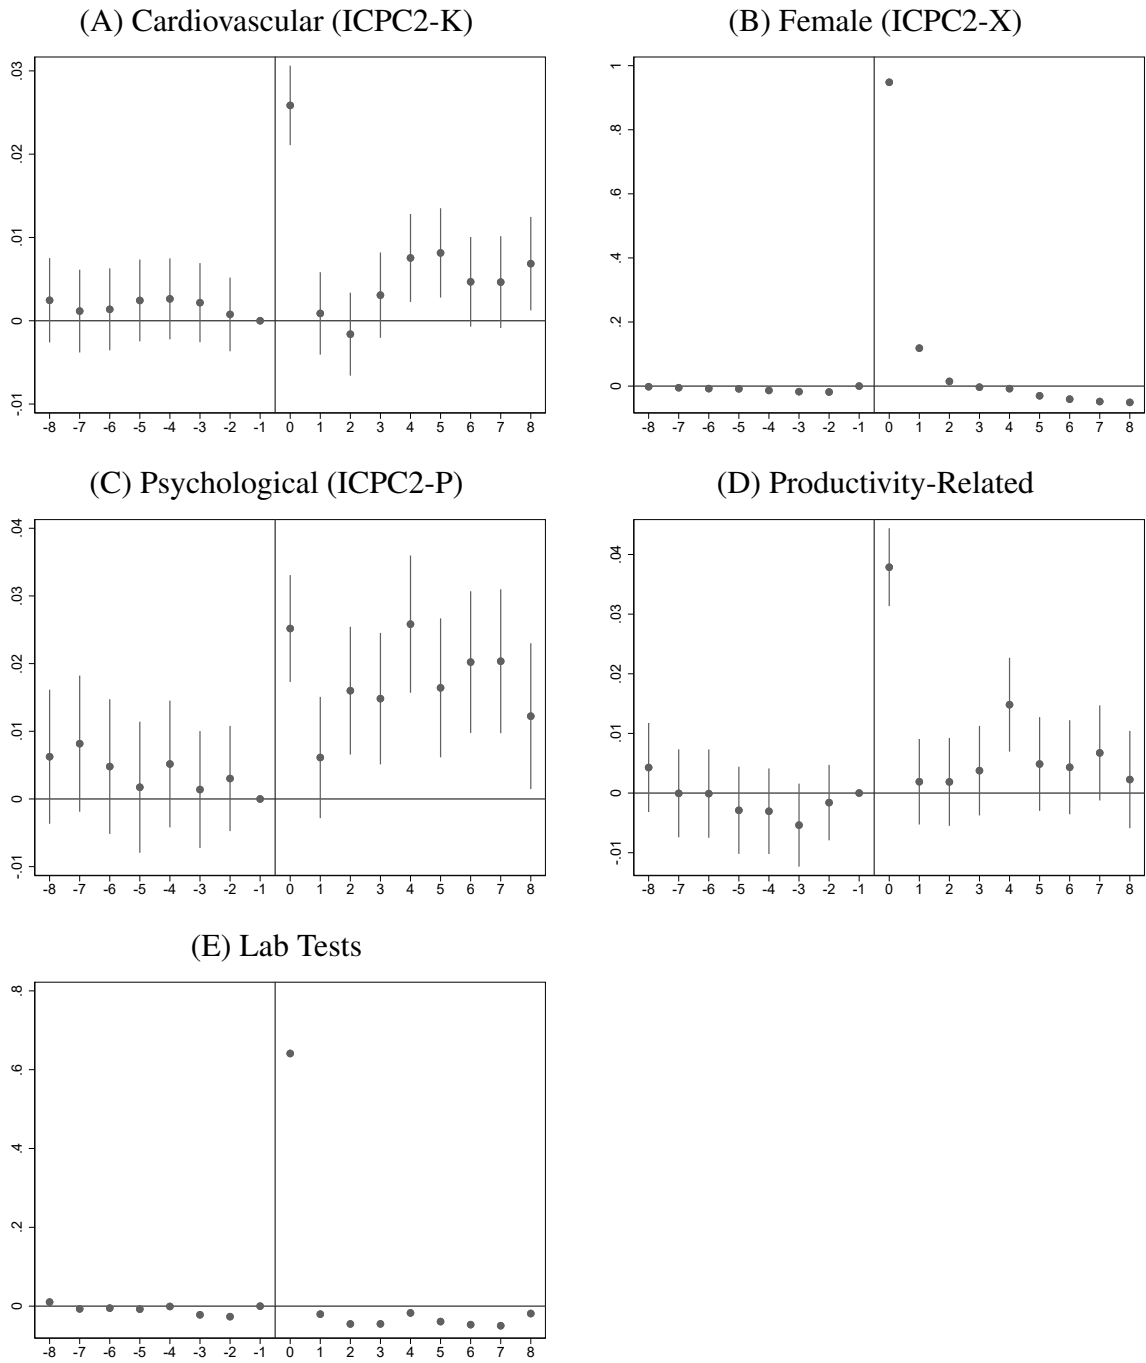 (A) Cardiovascular (ICPC2-K)
.03
.02
.01
0
-.01
-8 -7 -6 -5 -4 -3 -2 -1 0 1 2 3 4 5 6 7 8
(B) Female (ICPC2-X)
1
.8
.6
.4
.2
0
-8 -7 -6 -5 -4 -3 -2 -1 0 1 2 3 4 5 6 7 8
(C) Psychological (ICPC2-P)
.04
.03
.02
.01
0
-.01
-8 -7 -6 -5 -4 -3 -2 -1 0 1 2 3 4 5 6 7 8
(D) Productivity-Related
.04
.03
.02
.01
0
-.01
-8 -7 -6 -5 -4 -3 -2 -1 0 1 2 3 4 5 6 7 8
(E) Lab Tests
.8
.6
.4
.2
0
-8 -7 -6 -5 -4 -3 -2 -1 0 1 2 3 4 5 6 7 8